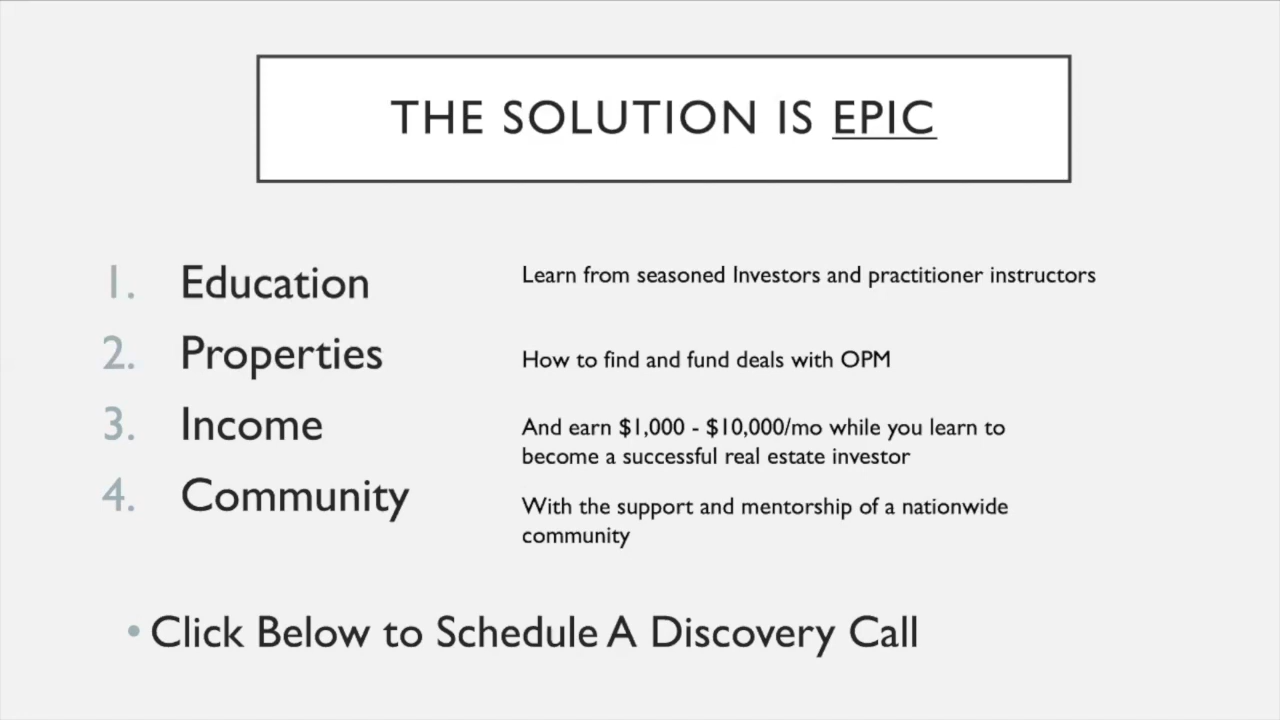 THE SOLUTION IS EPIC
1. Education
Learn from seasoned Investors and practitioner instructors
2. Properties
How to find and fund deals with OPM
3. Income
And earn $1,000 - $10,000/mo while you learn to
become a successful real estate investor
4. Community
With the support and mentorship of a nationwide
community
• Click Below to Schedule A Discovery Call